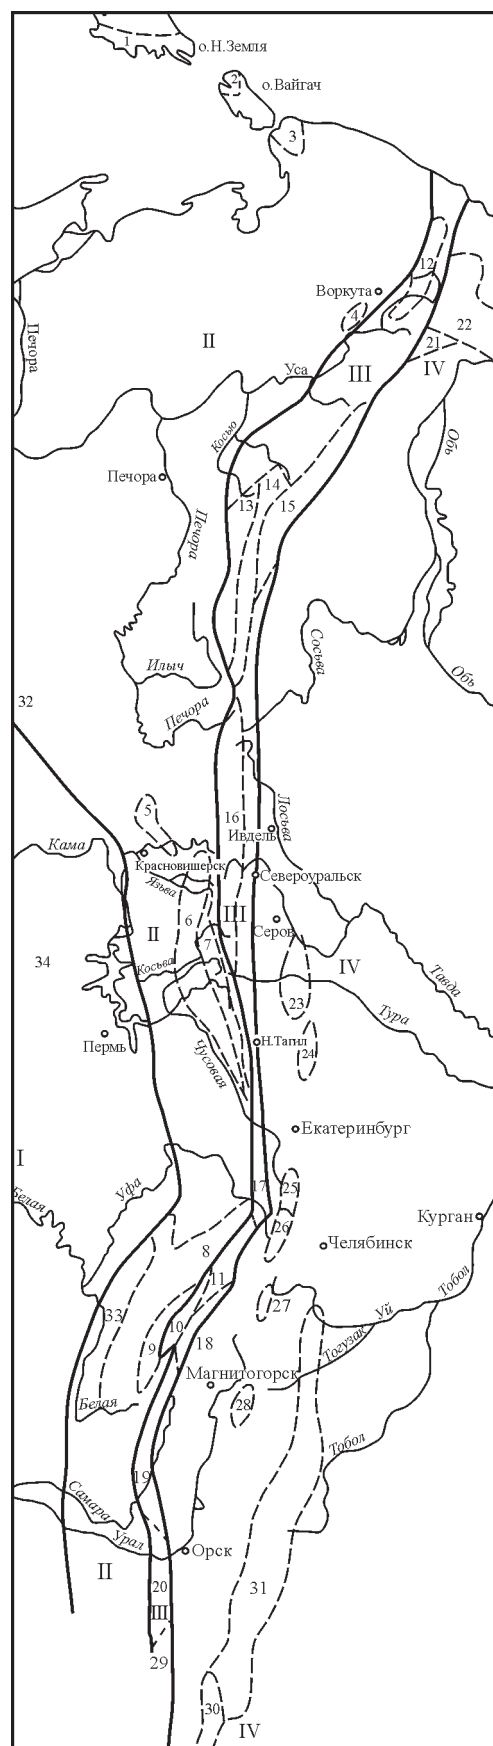 1
о.Н.Земля
2
о.Вайгач
3
12
Воркута
4
22
Печора
II
21
III
IV
Уса
Косью
Обь
14
Печора
13
15
Печора
Сосьва
Илыч
Обь
Печора
32
5
16
Лосьва
Ивдель
Кама
Красновишерск
Язьва
Североуральск
6
III
II
7
Серов
34
Косьва
IV
Тавда
23
Тура
Пермь
Чусовая
Н.Тагил
24
Екатеринбург
I
Белая
Уфа
17
25
26
Курган
8
Челябинск
11
Тобол
33
27
Уй
10
9
18
Тогузак
Магнитогорск
Белая
28
Тобол
19
Самара
Урал
Орск
II
20
31
III
29
30
IV